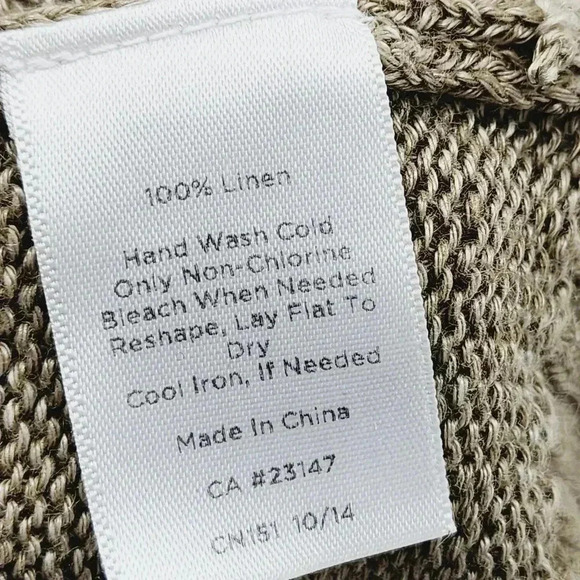 100% Linen
Hand Wash Cold
Only Non-Chlorine
Bleach When Needed
Reshape, Lay Flat To
Dry
Cool Iron, If Needed
Made In China
CA #23147
CN151 10/14